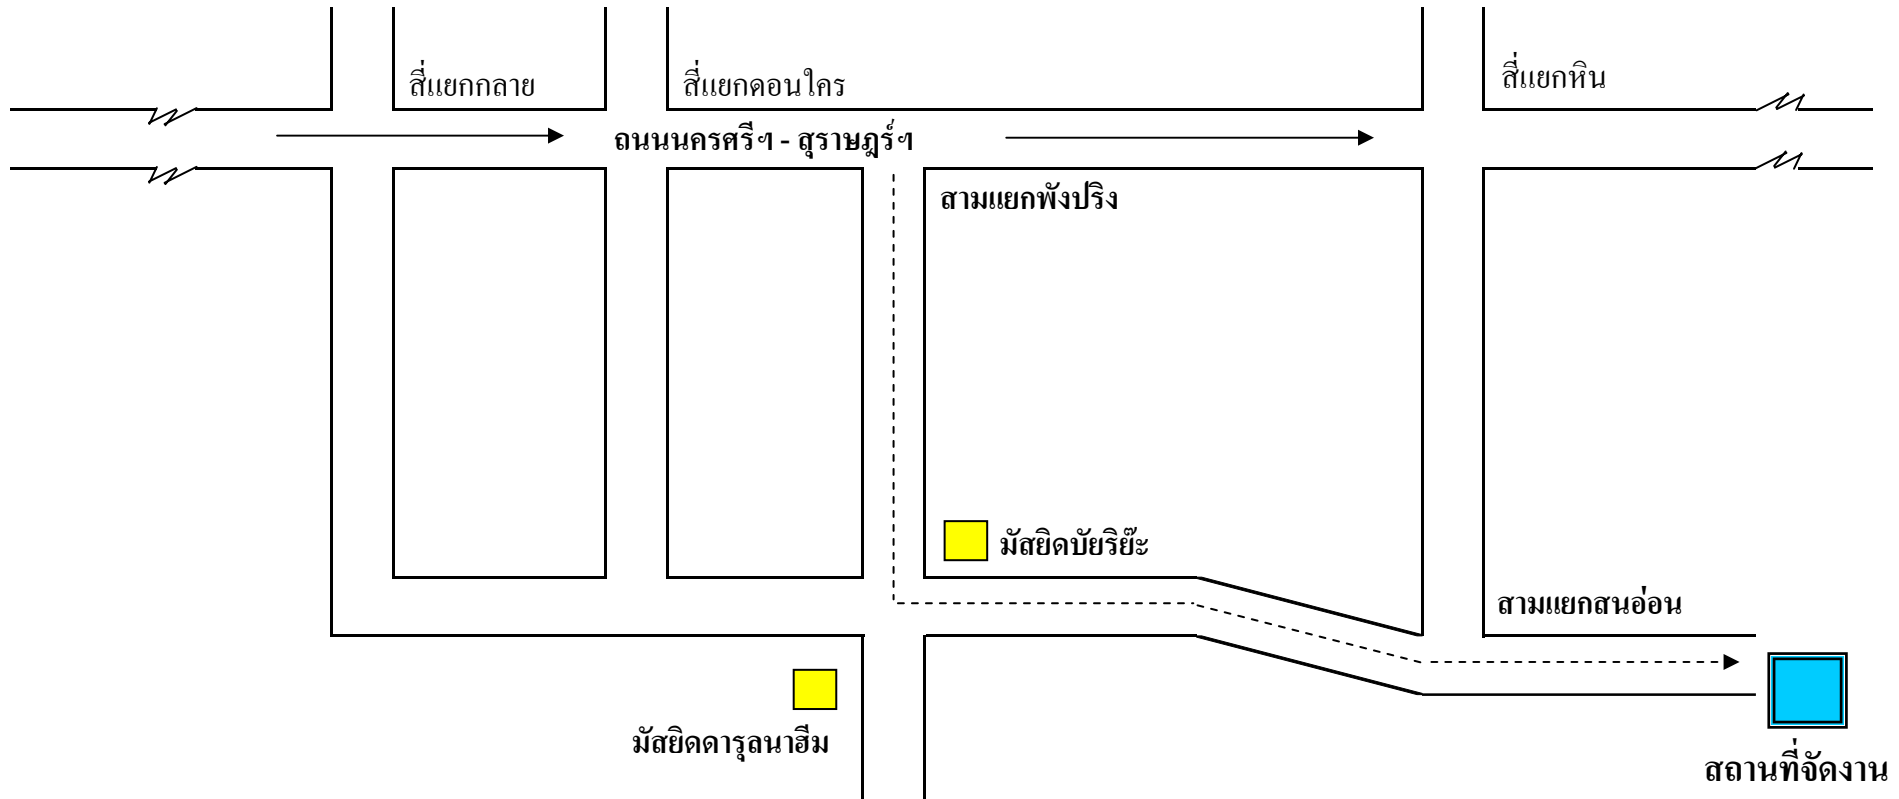 สี่แยกกลาย
สี่แยกดอนใคร
สี่แยกหิน
ถนนนครศรีฯ - สุราษฎร์ฯ
สามแยกพังปริง
มัสยิดบัยริย๊ะ
สามแยกสนอ่อน
มัสยิดดารุลนาฮีม
สถานที่จัดงาน